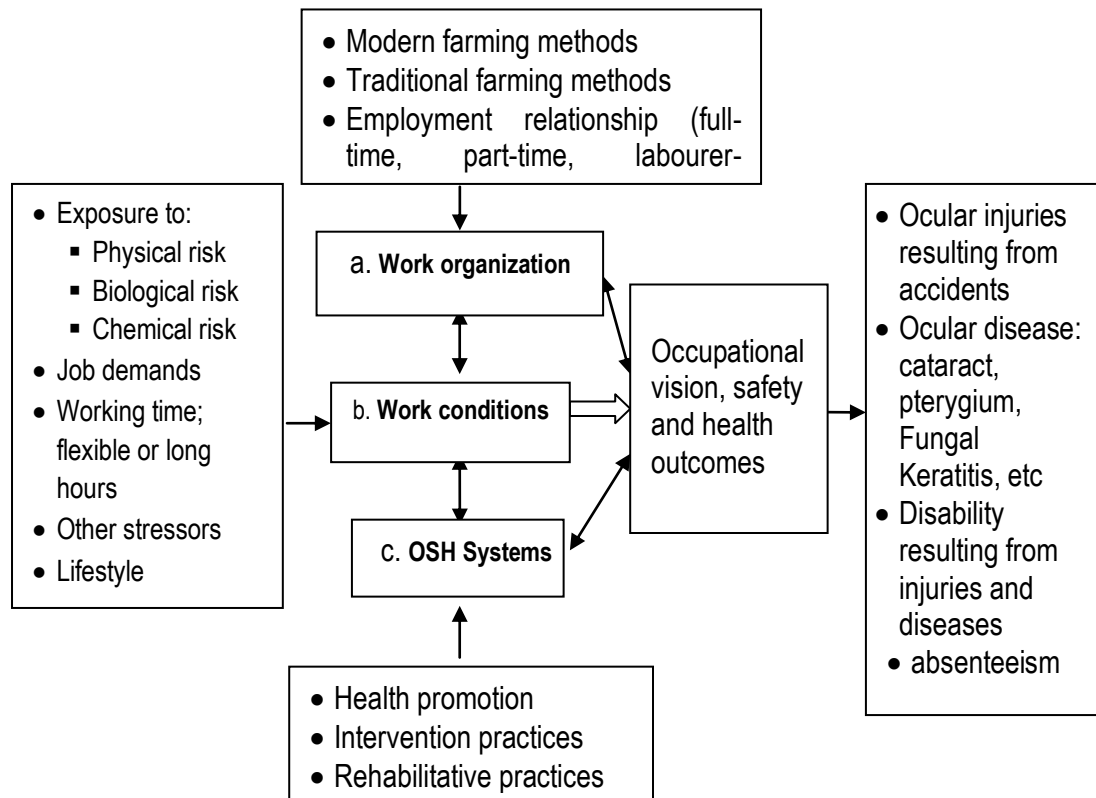 ● Modern farming methods
● Traditional farming methods
● Employment relationship (full-
time, part-time, labourer-
● Exposure to:
▪ Physical risk
▪ Biological risk
▪ Chemical risk
● Job demands
● Working time;
flexible or long
hours
● Other stressors
● Lifestyle
a. Work organization
b. Work conditions
c. OSH Systems
Occupational
vision, safety
and health
outcomes
● Ocular injuries
resulting from
accidents
● Ocular disease:
cataract,
pterygium,
Fungal
Keratitis, etc
● Disability
resulting from
injuries and
diseases
● absenteeism
● Health promotion
● Intervention practices
● Rehabilitative practices